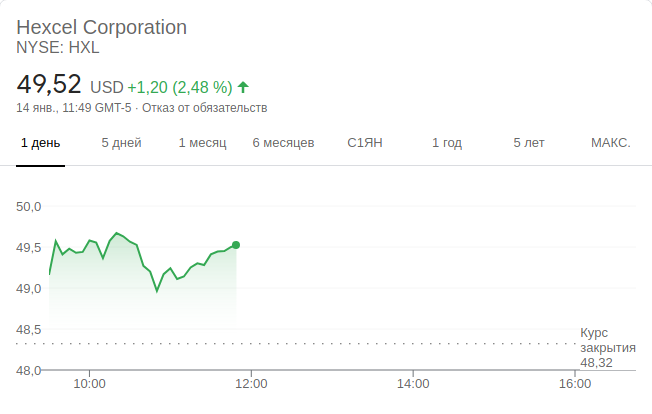 Hexcel Corporation
NYSE: HXL
49,52 USD +1,20 (2,48 %)
14 янв., 11:49 GMT-5 · Отказ от обязательств
1 день 5 дней 1 месяц 6 месяцев С1ЯН 1 год 5 лет МАКС.
50,0
49,5
49,0
48,5
Курс
закрытия
48,32
48,0
10:00 12:00 14:00 16:00